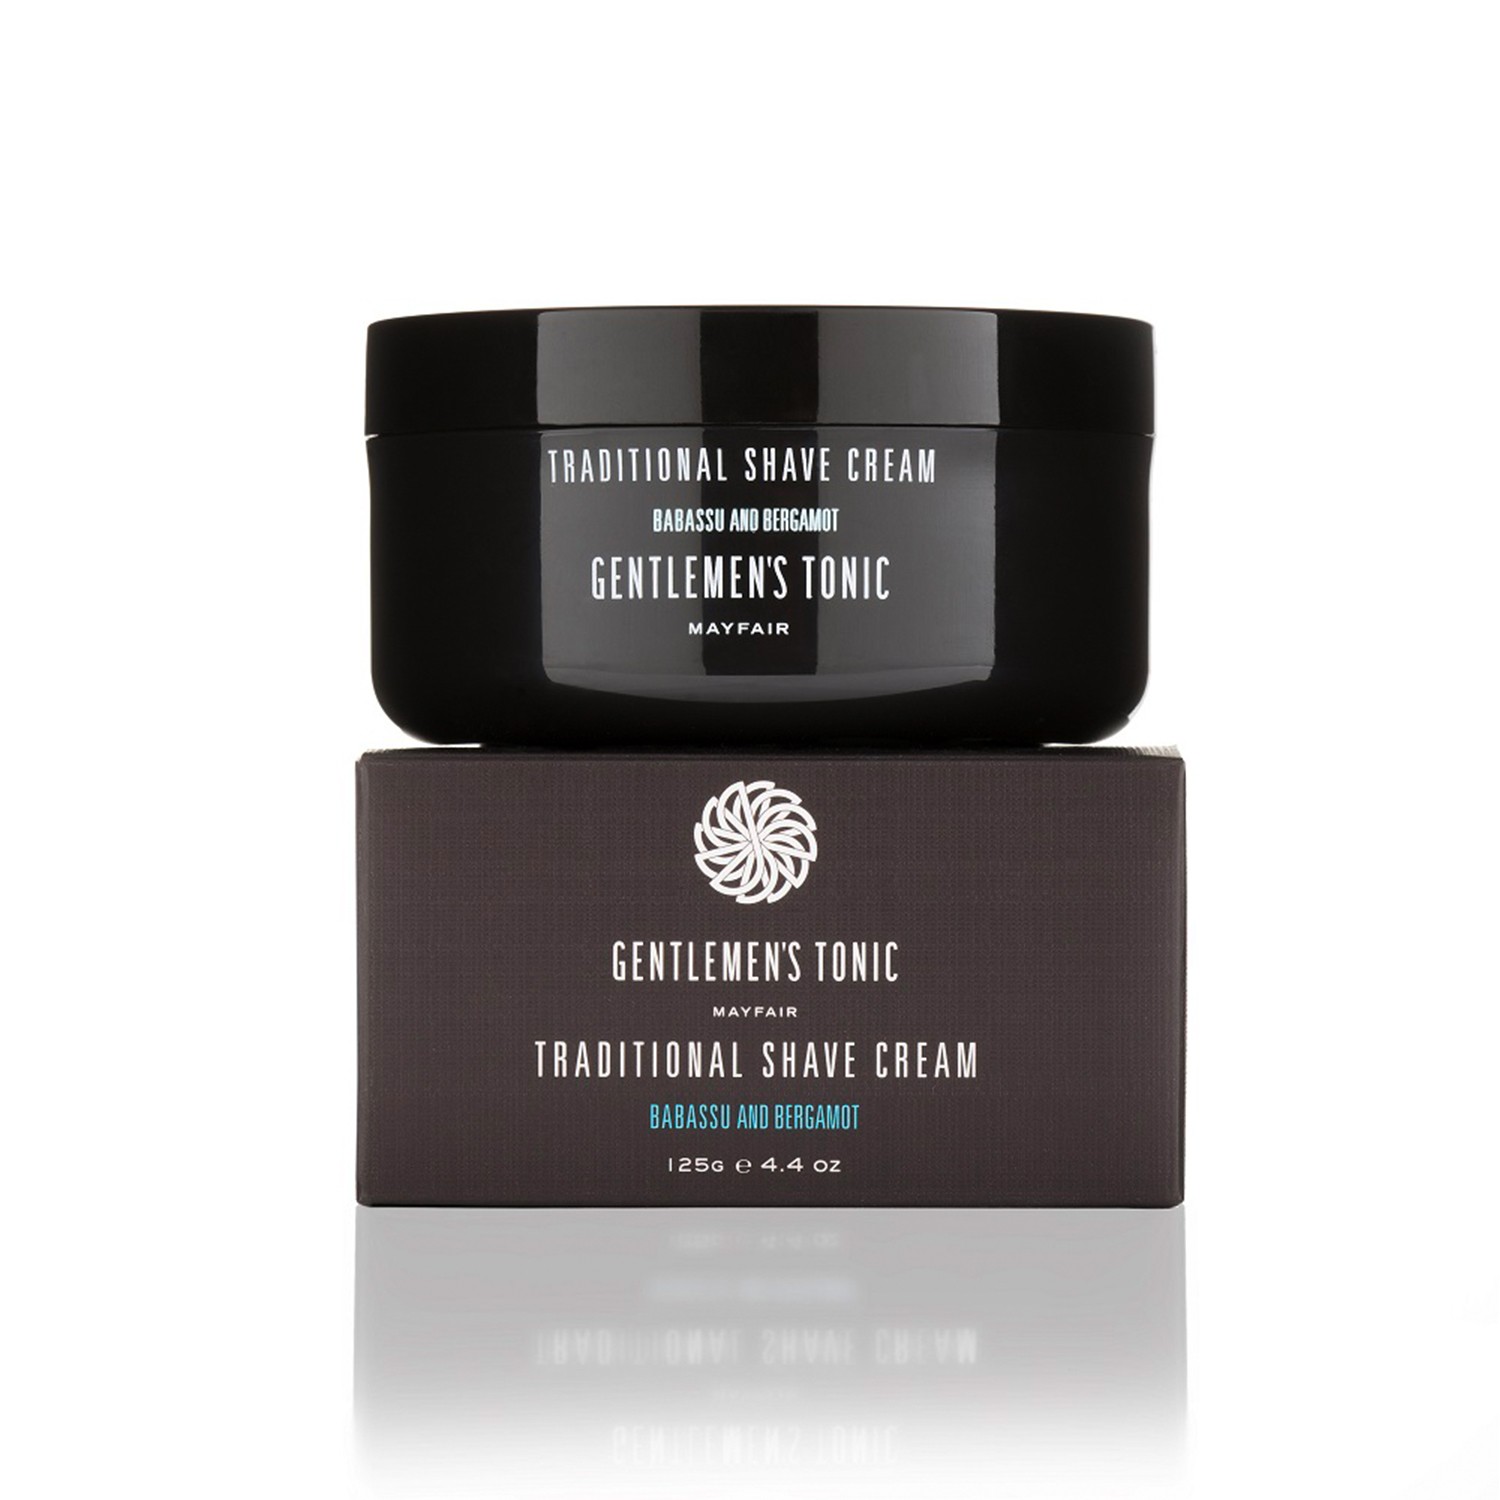 TRADITIONAL SHAVE CREAM
BABASSU AND BERGAMOT
GENTLEMEN'S TONIC
MAYFAIR
GENTLEMEN'S TONIC
MAYFAIR
TRADITIONAL SHAVE CREAM
BABASSU AND BERGAMOT
125G e 4.4 OZ